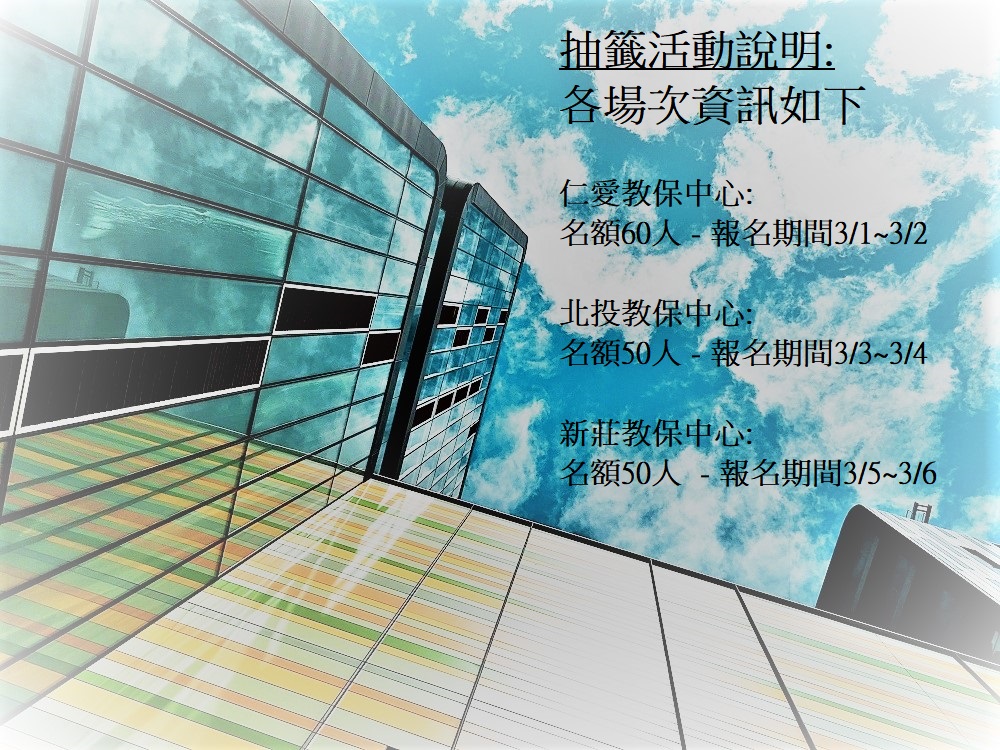 抽籤活動說明:
各場次資訊如下
仁愛教保中心:
名額60人 - 報名期間3/1~3/2
北投教保中心:
名額50人 - 報名期間3/3~3/4
新莊教保中心:
名額50人 - 報名期間3/5~3/6